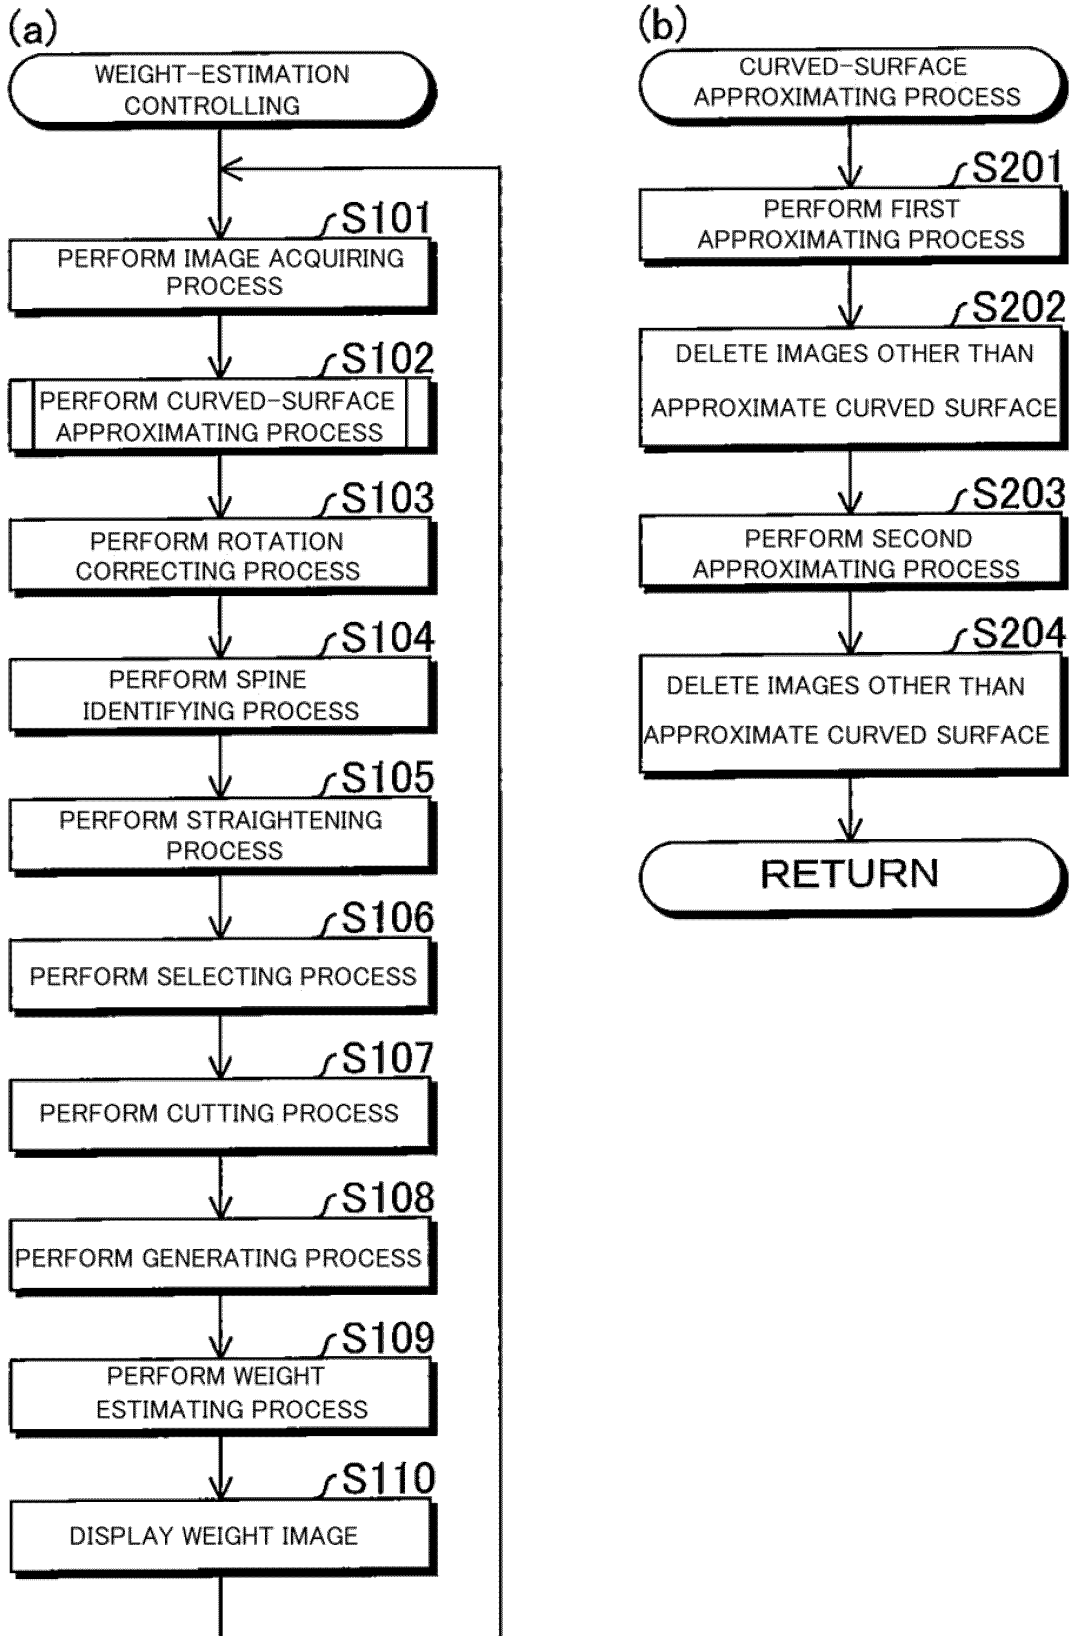 (a)
WEIGHT-ESTIMATION
CONTROLLING
S101
PERFORM IMAGE ACQUIRING
PROCESS
S102
PERFORM CURVED-SURFACE
APPROXIMATING PROCESS
S103
PERFORM ROTATION
CORRECTING PROCESS
S104
PERFORM SPINE
IDENTIFYING PROCESS
S105
PERFORM STRAIGHTENING
PROCESS
S106
PERFORM SELECTING PROCESS
S107
PERFORM CUTTING PROCESS
S108
PERFORM GENERATING PROCESS
S109
PERFORM WEIGHT
ESTIMATING PROCESS
S110
DISPLAY WEIGHT IMAGE
(b)
CURVED-SURFACE
APPROXIMATING PROCESS
S201
PERFORM FIRST
APPROXIMATING PROCESS
S202
DELETE IMAGES OTHER THAN
APPROXIMATE CURVED SURFACE
S203
PERFORM SECOND
APPROXIMATING PROCESS
S204
DELETE IMAGES OTHER THAN
APPROXIMATE CURVED SURFACE
RETURN